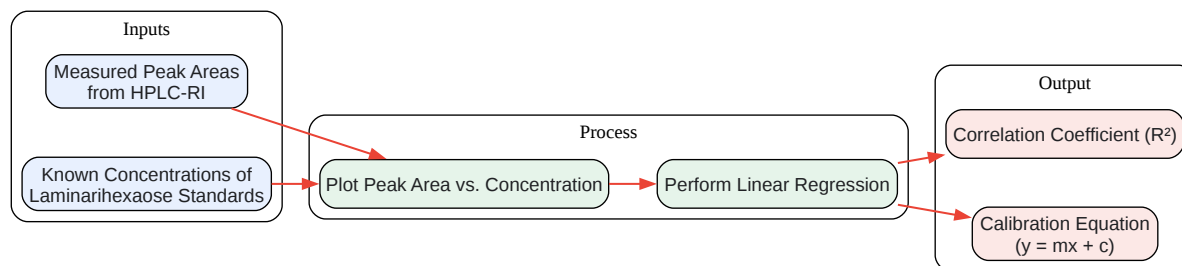 Inputs
Measured Peak Areas
from HPLC-RI
Known Concentrations of
Laminarihexaose Standards
Process
Plot Peak Area vs. Concentration
Perform Linear Regression
Output
Correlation Coefficient (R²)
Calibration Equation
(y = mx + c)